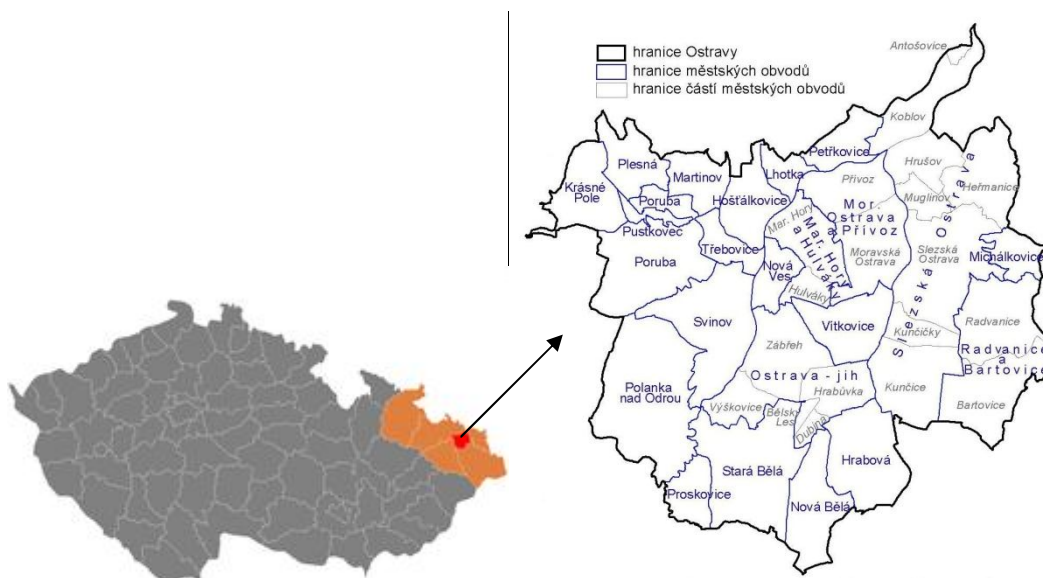 hranice Ostravy
hranice městských obvodů
hranice částí městských obvodů
Antošovice
Koblov
Petřkovice
Hrušov
Plesná
Martinov
Lhotka
Přívoz
Heřmanice
Krásné
Pole
Poruba
Hošťálkovice
Muglinov
Mar. Hory
Mor.
Ostrava
a Přívoz
Mar. Hory
a Hulváky
Pustkovec
Třebovice
Moravská
Ostrava
Slezská
Ostrava
Slezská Ostrava
Michálkovice
Poruba
Nová
Ves
Hulváky
Svinov
Vítkovice
Kunčičky
Radvanice
Zábřeh
Radvanice
a
Bartovice
Polanka
nad Odrou
Ostrava - jih
Hrabůvka
Kunčice
Výškovice
Bělský
Les
Dubina
Bartovice
Stará Bělá
Hrabová
Proskovice
Nová Bělá